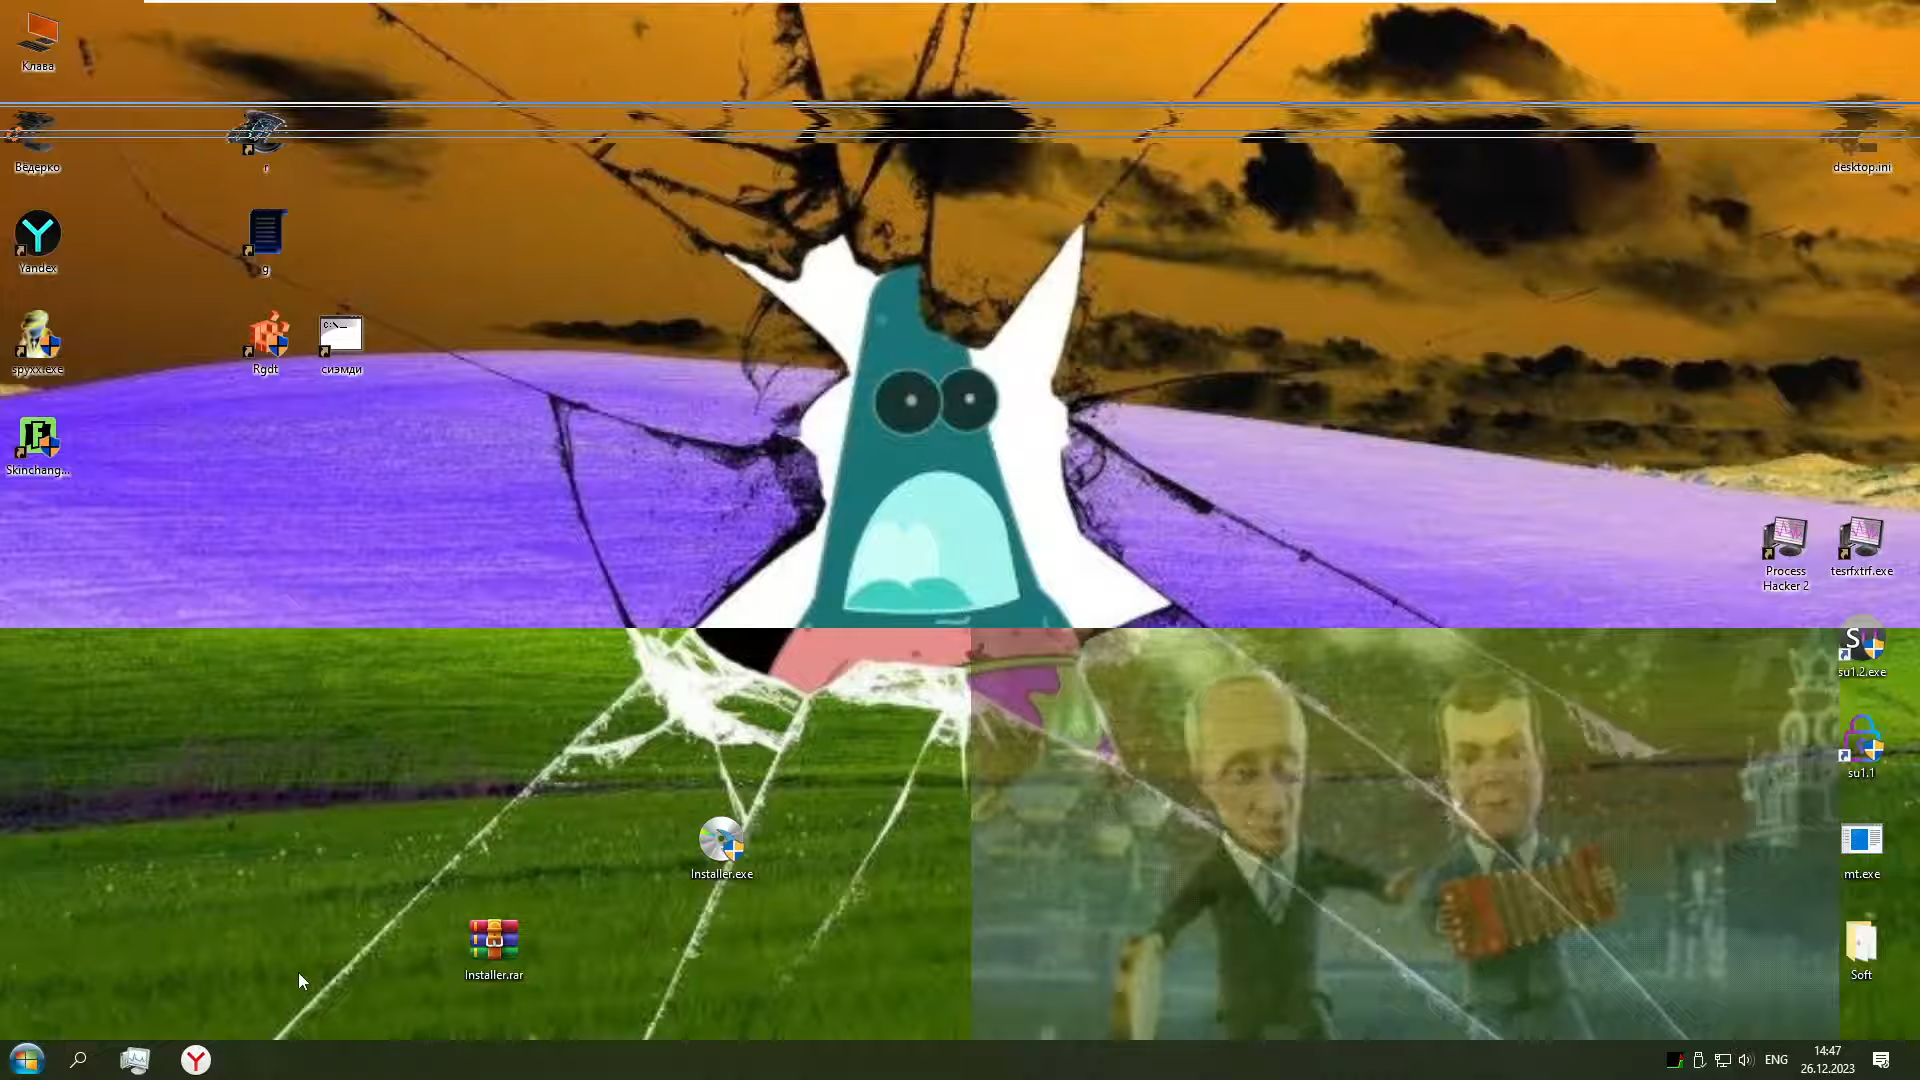 Клава
Ведерко
r
desktop.ini
Yandex
g
spyxx.exe
Rgdt
сиэмди
Skinchang...
Process
Hacker 2
tesrfxtrf.exe
su1.2.exe
su1.1
Installer.exe
mt.exe
Installer.rar
Soft
ENG
14:47
26.12.2023